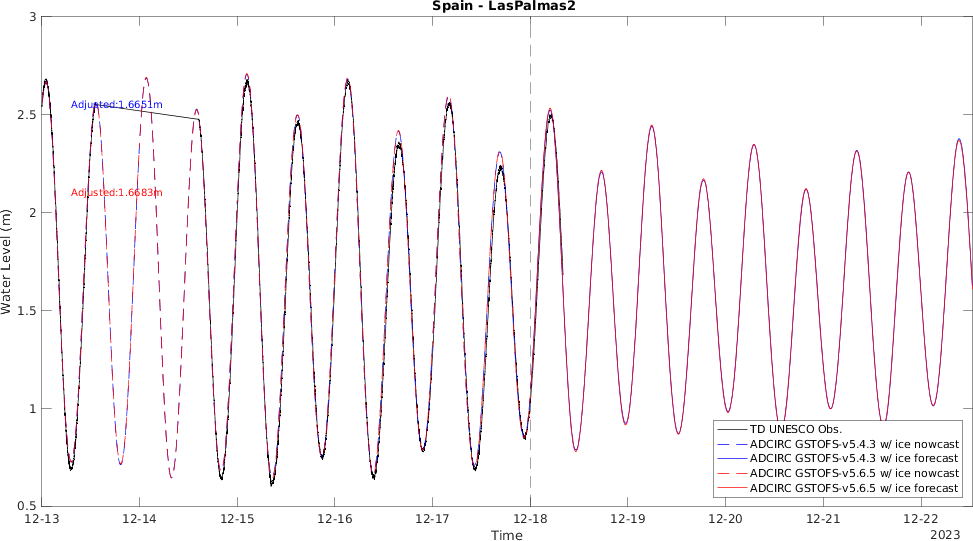 Spain - LasPalmas2
3
2.5
2
1.5
1
0.5
Water Level (m)
Adjusted:1.6651m
Adjusted:1.6683m
TD UNESCO Obs.
ADCIRC GSTOFS-v5.4.3 w/ ice nowcast
ADCIRC GSTOFS-v5.4.3 w/ ice forecast
ADCIRC GSTOFS-v5.6.5 w/ ice nowcast
ADCIRC GSTOFS-v5.6.5 w/ ice forecast
12-13 12-14 12-15 12-16 12-17 12-18 12-19 12-20 12-21 12-22
Time
2023